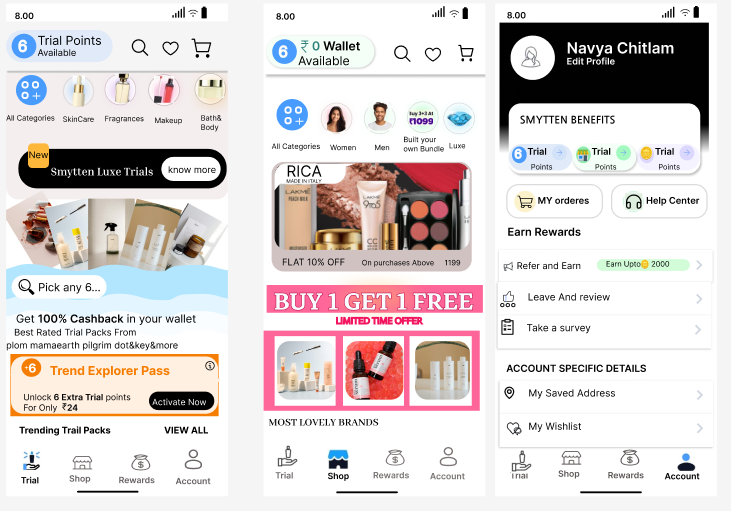 8.00
6
Trial Points
Available
All Categories
SkinCare
Fragrances
Makeup
Bath&
Body
New
Smytten Luxe Trials
know more
Pick any 6...
Get 100% Cashback in your wallet
Best Rated Trial Packs From
plom mamaearth pilgrim dot&key&more
+6
Trend Explorer Pass
Unlock 6 Extra Trial points
For Only ₹24
Activate Now
Trending Trail Packs
VIEW ALL
Trial
Shop
Rewards
Account
8.00
6
₹ 0 Wallet
Available
All Categories
Women
Men
Buy 3+3 At
₹1099
Built your
own Bundle
Luxe
RICA
MADE IN ITALY
LAKMÉ
PEACH MILK
LAKMÉ
9to5
CC
FLAT 10% OFF
On purchases Above
1199
BUY 1 GET 1 FREE
LIMITED TIME OFFER
MOST LOVELY BRANDS
Trial
Shop
Rewards
Account
8.00
Navya Chitlam
Edit Profile
SMYTTEN BENEFITS
6
Trial
Points
Trial
Points
Trial
Points
MY orderes
Help Center
Earn Rewards
Refer and Earn
Earn Upto 2000
Leave And review
Take a survey
ACCOUNT SPECIFIC DETAILS
My Saved Address
My Wishlist
Trial
Shop
Rewards
Account